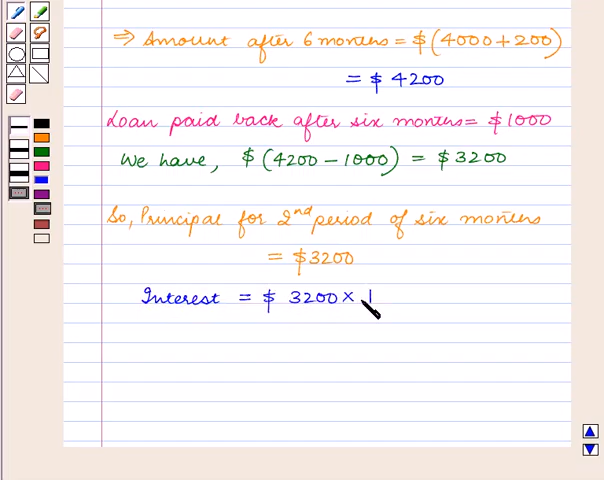 ⇒ Amount after 6 months = $(4000+200)
= $ 4200
Loan paid back after six months = $1000
We have, $(4200-1000) = $3200
So, Principal for 2nd period of six months
= $3200
Interest = $ 3200 × 1